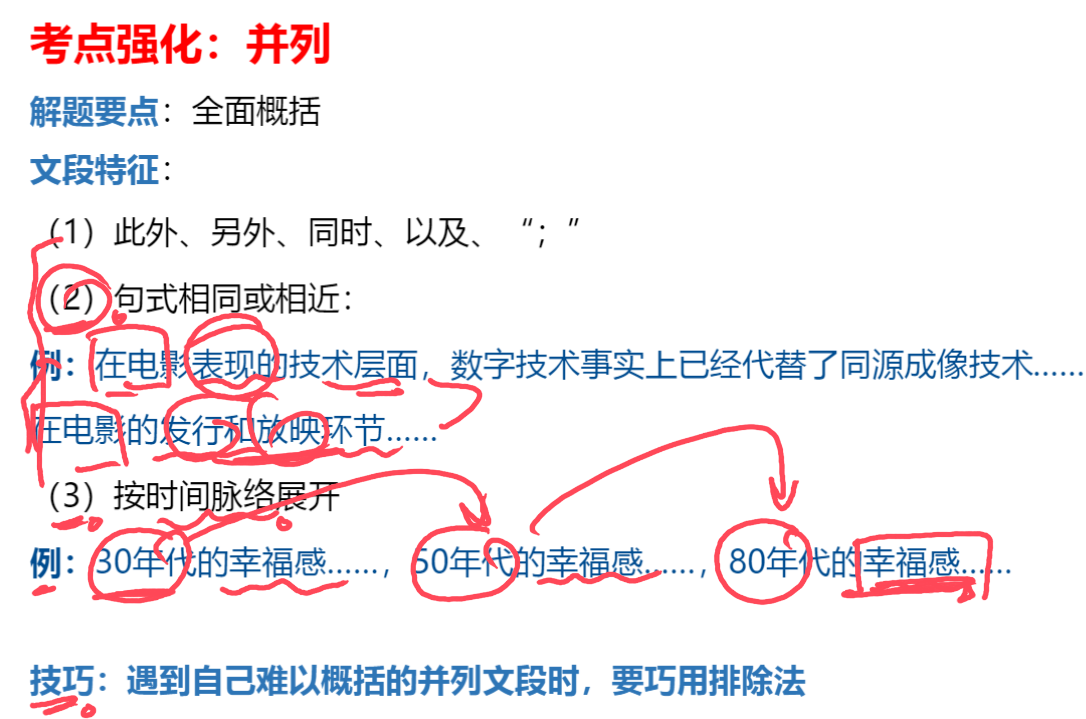 考点强化：并列
解题要点：全面概括
文段特征：
（1）此外、另外、同时、以及、“；”
（2）句式相同或相近：
例：在电影表现的技术层面，数字技术事实上已经代替了同源成像技术……
在电影的发行和放映环节……
（3）按时间脉络展开
例：30年代的幸福感……，50年代的幸福感……，80年代的幸福感……
技巧：遇到自己难以概括的并列文段时，要巧用排除法